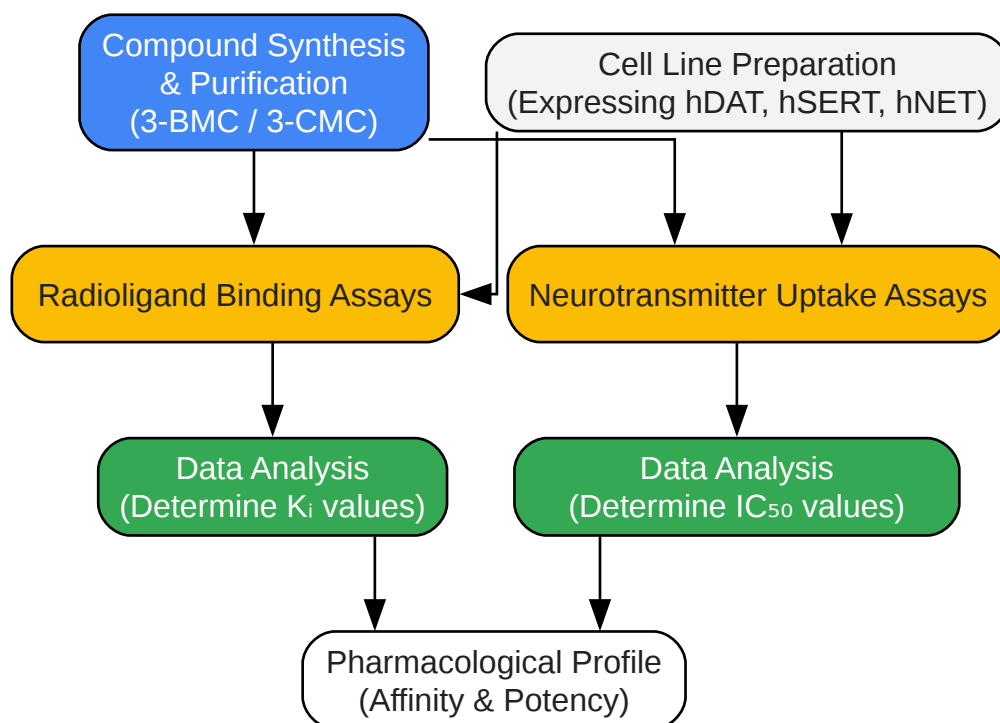 Compound Synthesis
& Purification
(3-BMC / 3-CMC)
Cell Line Preparation
(Expressing hDAT, hSERT, hNET)
Radioligand Binding Assays
Neurotransmitter Uptake Assays
Data Analysis
(Determine Kᵢ values)
Data Analysis
(Determine IC₅₀ values)
Pharmacological Profile
(Affinity & Potency)